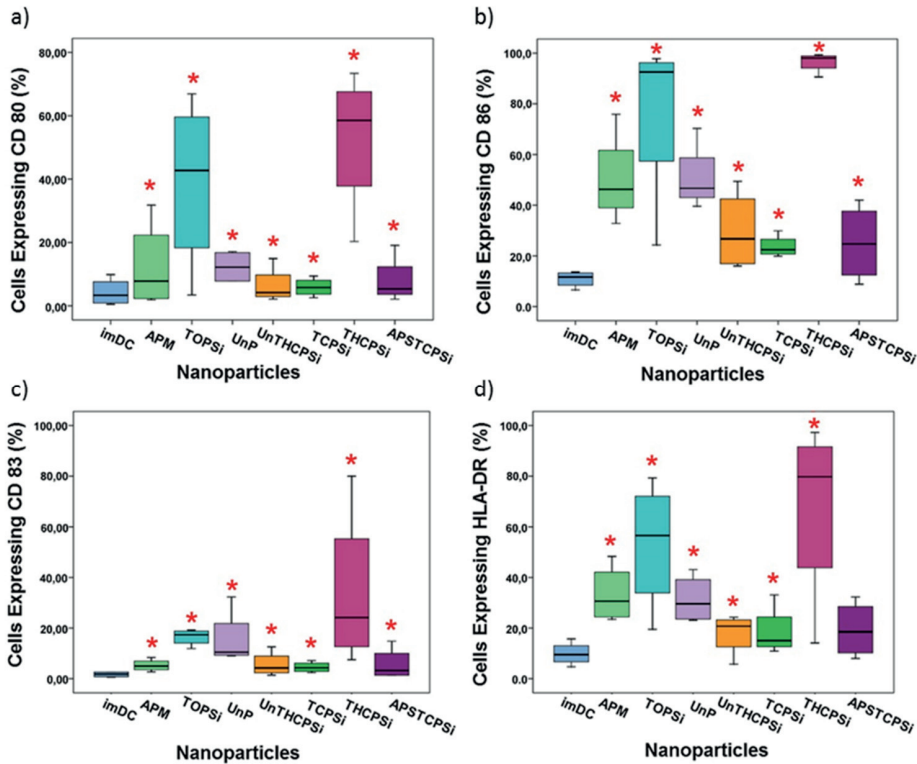 a)
Cells Expressing CD 80 (%)
80,00
60,00
40,00
20,00
0,00
* * * * * * *
imDC APM TOPSi UnP UnTHCPSi TCPSi THCPSi APSTCPSi
Nanoparticles
b)
Cells Expressing CD 86 (%)
100,0
80,0
60,0
40,0
20,0
0,0
* * * * * * *
imDC APM TOPSi UnP UnTHCPSi TCPSi THCPSi APSTCPSi
Nanoparticles
c)
Cells Expressing CD 83 (%)
100,00
80,00
60,00
40,00
20,00
0,00
* * * * * * *
imDC APM TOPSi UnP UnTHCPSi TCPSi THCPSi APSTCPSi
Nanoparticles
d)
Cells Expressing HLA-DR (%)
100,0
80,0
60,0
40,0
20,0
0,0
* * * * * *
imDC APM TOPSi UnP UnTHCPSi TCPSi THCPSi APSTCPSi
Nanoparticles